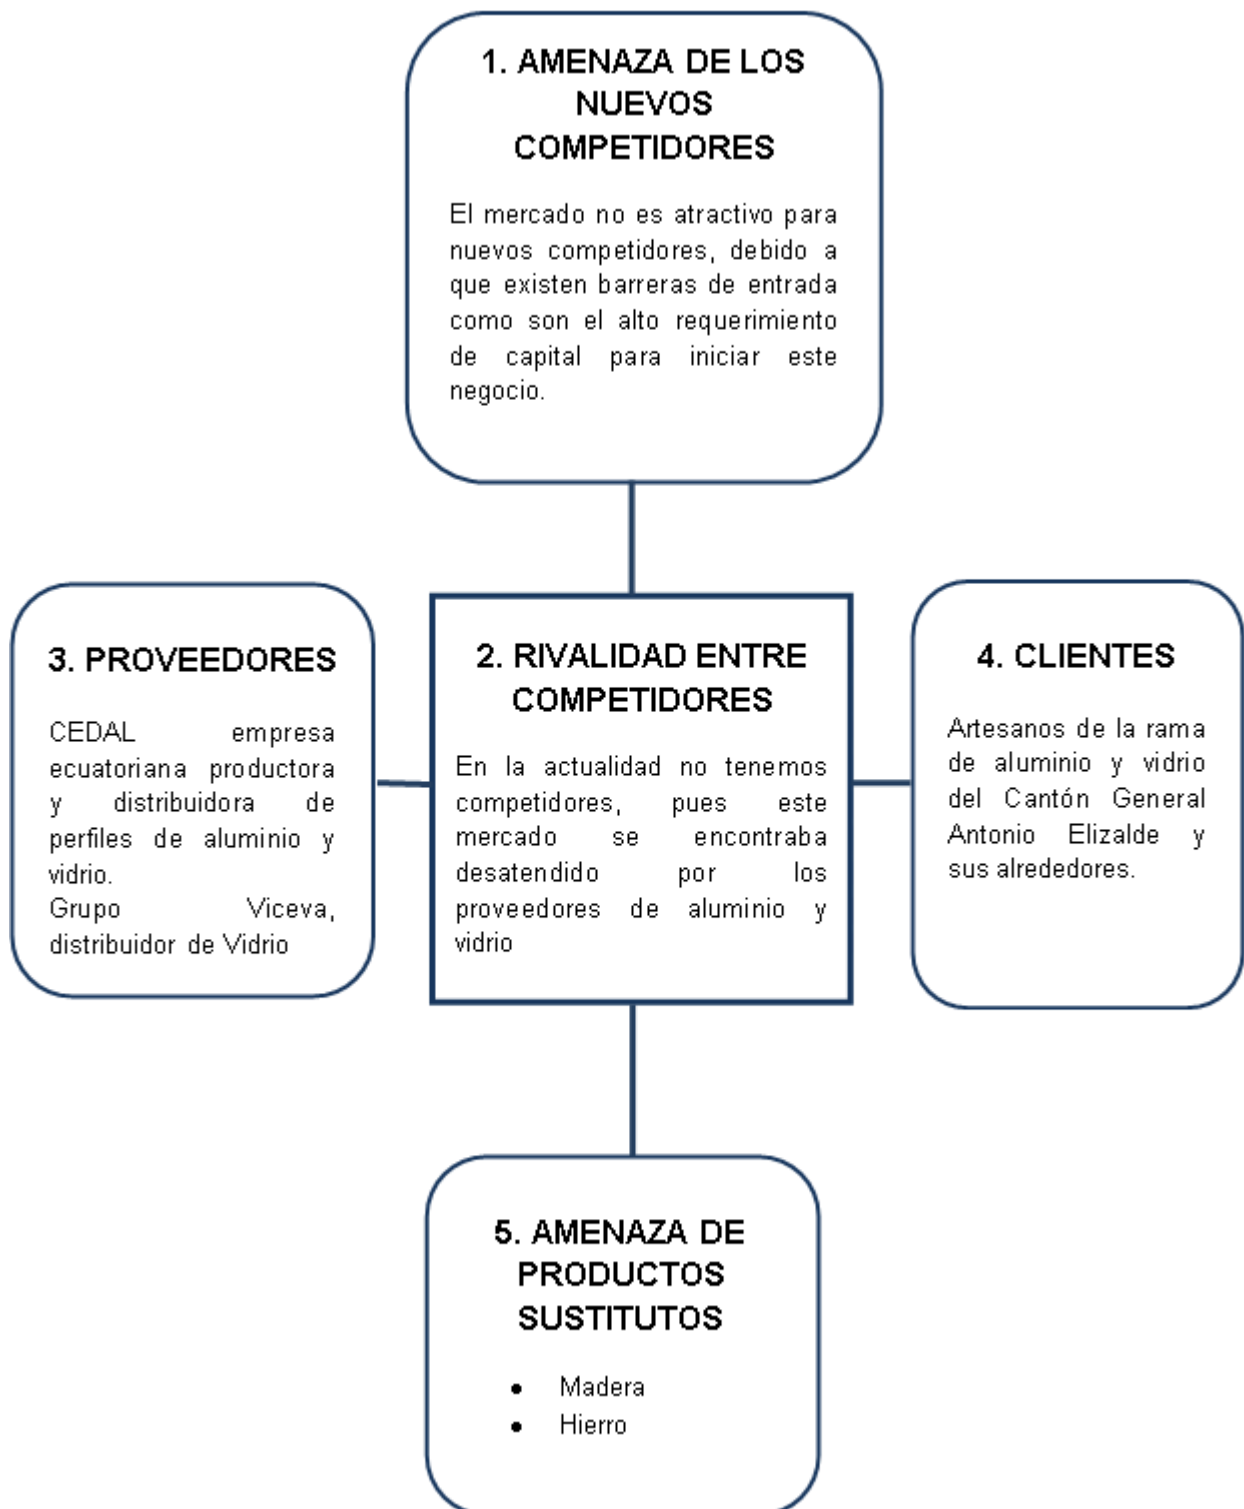 1. AMENAZA DE LOS
NUEVOS
COMPETIDORES
El mercado no es atractivo para
nuevos competidores, debido a
que existen barreras de entrada
como son el alto requerimiento
de capital para iniciar este
negocio.
3. PROVEEDORES
CEDAL empresa
ecuatoriana productora
y distribuidora de
perfiles de aluminio y
vidrio.
Grupo Viceva,
distribuidor de Vidrio
2. RIVALIDAD ENTRE
COMPETIDORES
En la actualidad no tenemos
competidores, pues este
mercado se encontraba
desatendido por los
proveedores de aluminio y
vidrio
4. CLIENTES
Artesanos de la rama
de aluminio y vidrio
del Cantón General
Antonio Elizalde y
sus alrededores.
5. AMENAZA DE
PRODUCTOS
SUSTITUTOS
• Madera
• Hierro